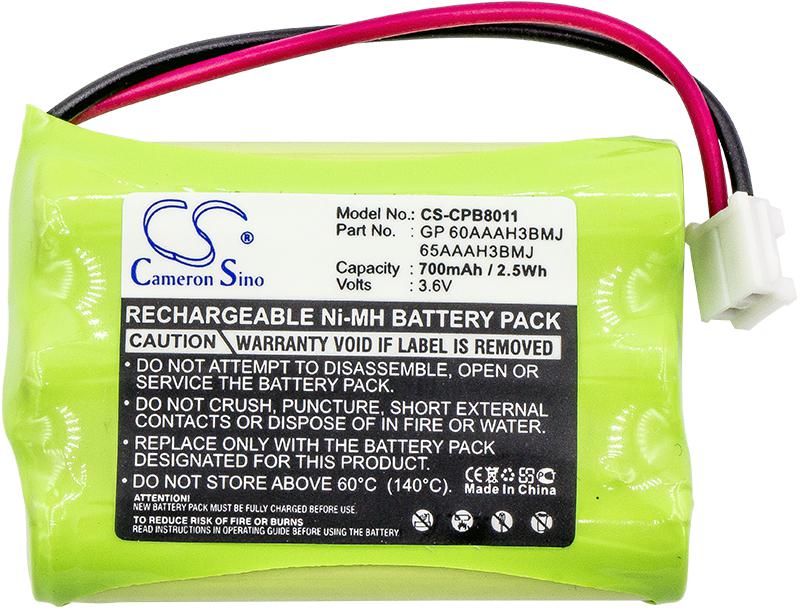 CS®
Cameron Sino
Model No.: CS-CPB8011
Part No. : GP 60AAAH3BMJ
65AAAH3BMJ
Capacity : 700mAh / 2.5Wh
Volts : 3.6V
RECHARGEABLE Ni-MH BATTERY PACK
CAUTION WARRANTY VOID IF LABEL IS REMOVED
• DO NOT ATTEMPT TO DISASSEMBLE, OPEN OR
SERVICE THE BATTERY PACK.
• DO NOT CRUSH, PUNCTURE, SHORT EXTERNAL
CONTACTS OR DISPOSE OF IN FIRE OR WATER.
• REPLACE ONLY WITH THE BATTERY PACK
DESIGNATED FOR THIS PRODUCT.
• DO NOT STORE ABOVE 60°C (140°C).
CE FC
Made In China
ATTENTION!
NEW BATTERY PACK MUST BE FULLY CHARGED BEFORE USE.
TO REDUCE RISK OF FIRE OR BURNS
READ INSTRUCTION GUIDE BEFORE USING THE BATTERY.